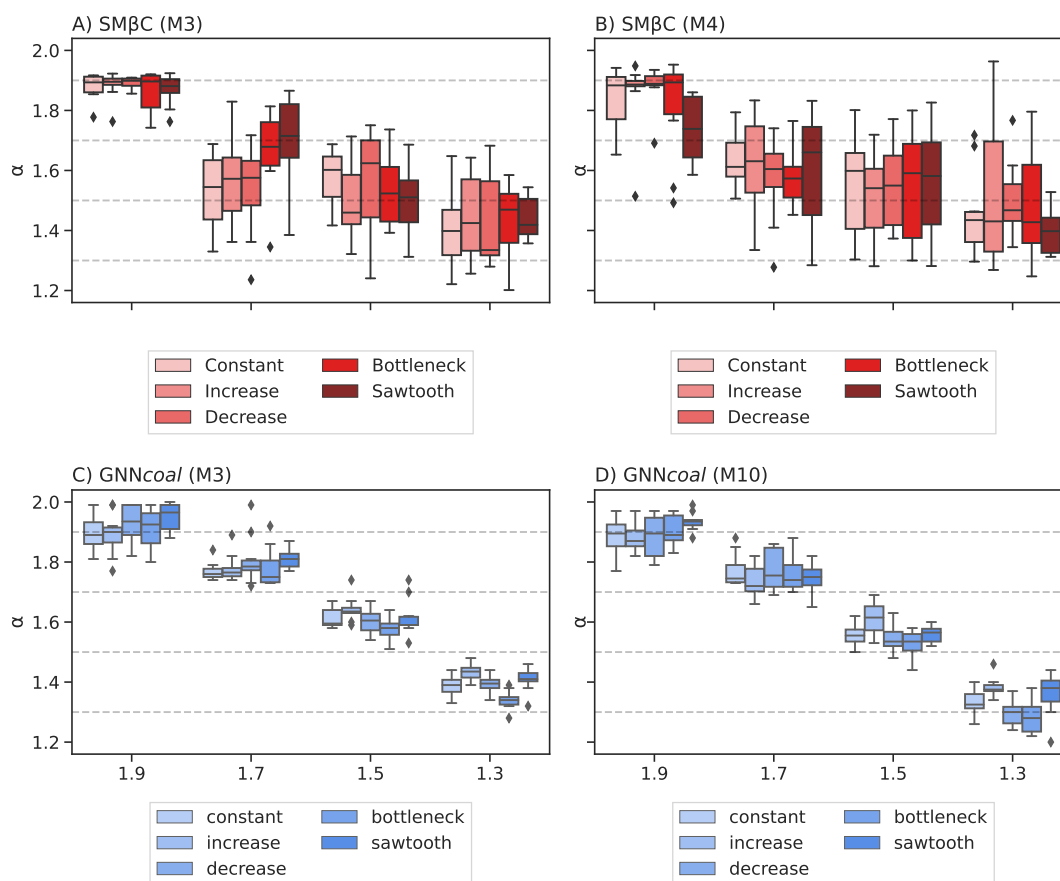 A) SMβC (M3)
B) SMβC (M4)
α
2.0
1.8
1.6
1.4
1.2
α
Constant
Increase
Decrease
Bottleneck
Sawtooth
Constant
Increase
Decrease
Bottleneck
Sawtooth
C) GNNcoal (M3)
D) GNNcoal (M10)
α
2.0
1.8
1.6
1.4
1.2
1.9
1.7
1.5
1.3
α
1.9
1.7
1.5
1.3
constant
increase
decrease
bottleneck
sawtooth
constant
increase
decrease
bottleneck
sawtooth